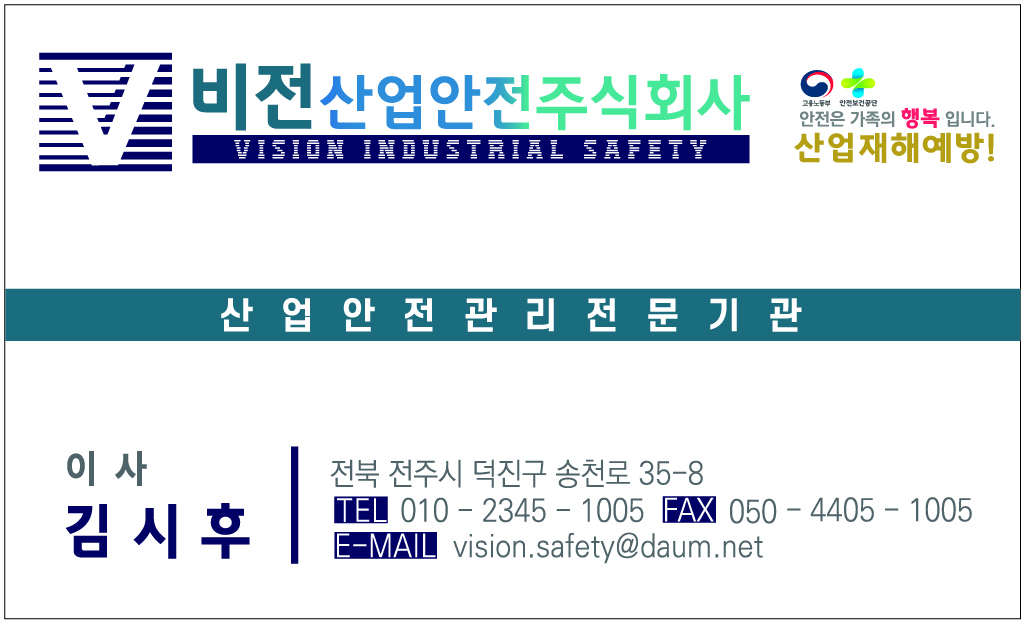 V
비전산업안전주식회사
VISION INDUSTRIAL SAFETY
고용노동부 안전보건공단
안전은 가족의 행복 입니다.
산업재해예방!
산업안전관리전문기관
이 사
김 시 후
전북 전주시 덕진구 송천로 35-8
TEL 010 - 2345 - 1005 FAX 050 - 4405 - 1005
E-MAIL vision.safety@daum.net